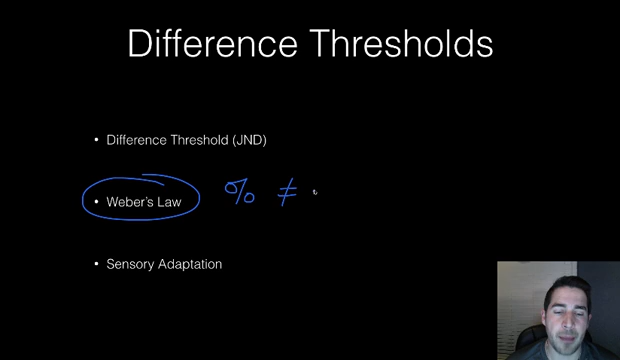 Difference Thresholds
• Difference Threshold (JND)
• Weber's Law % ≠
• Sensory Adaptation